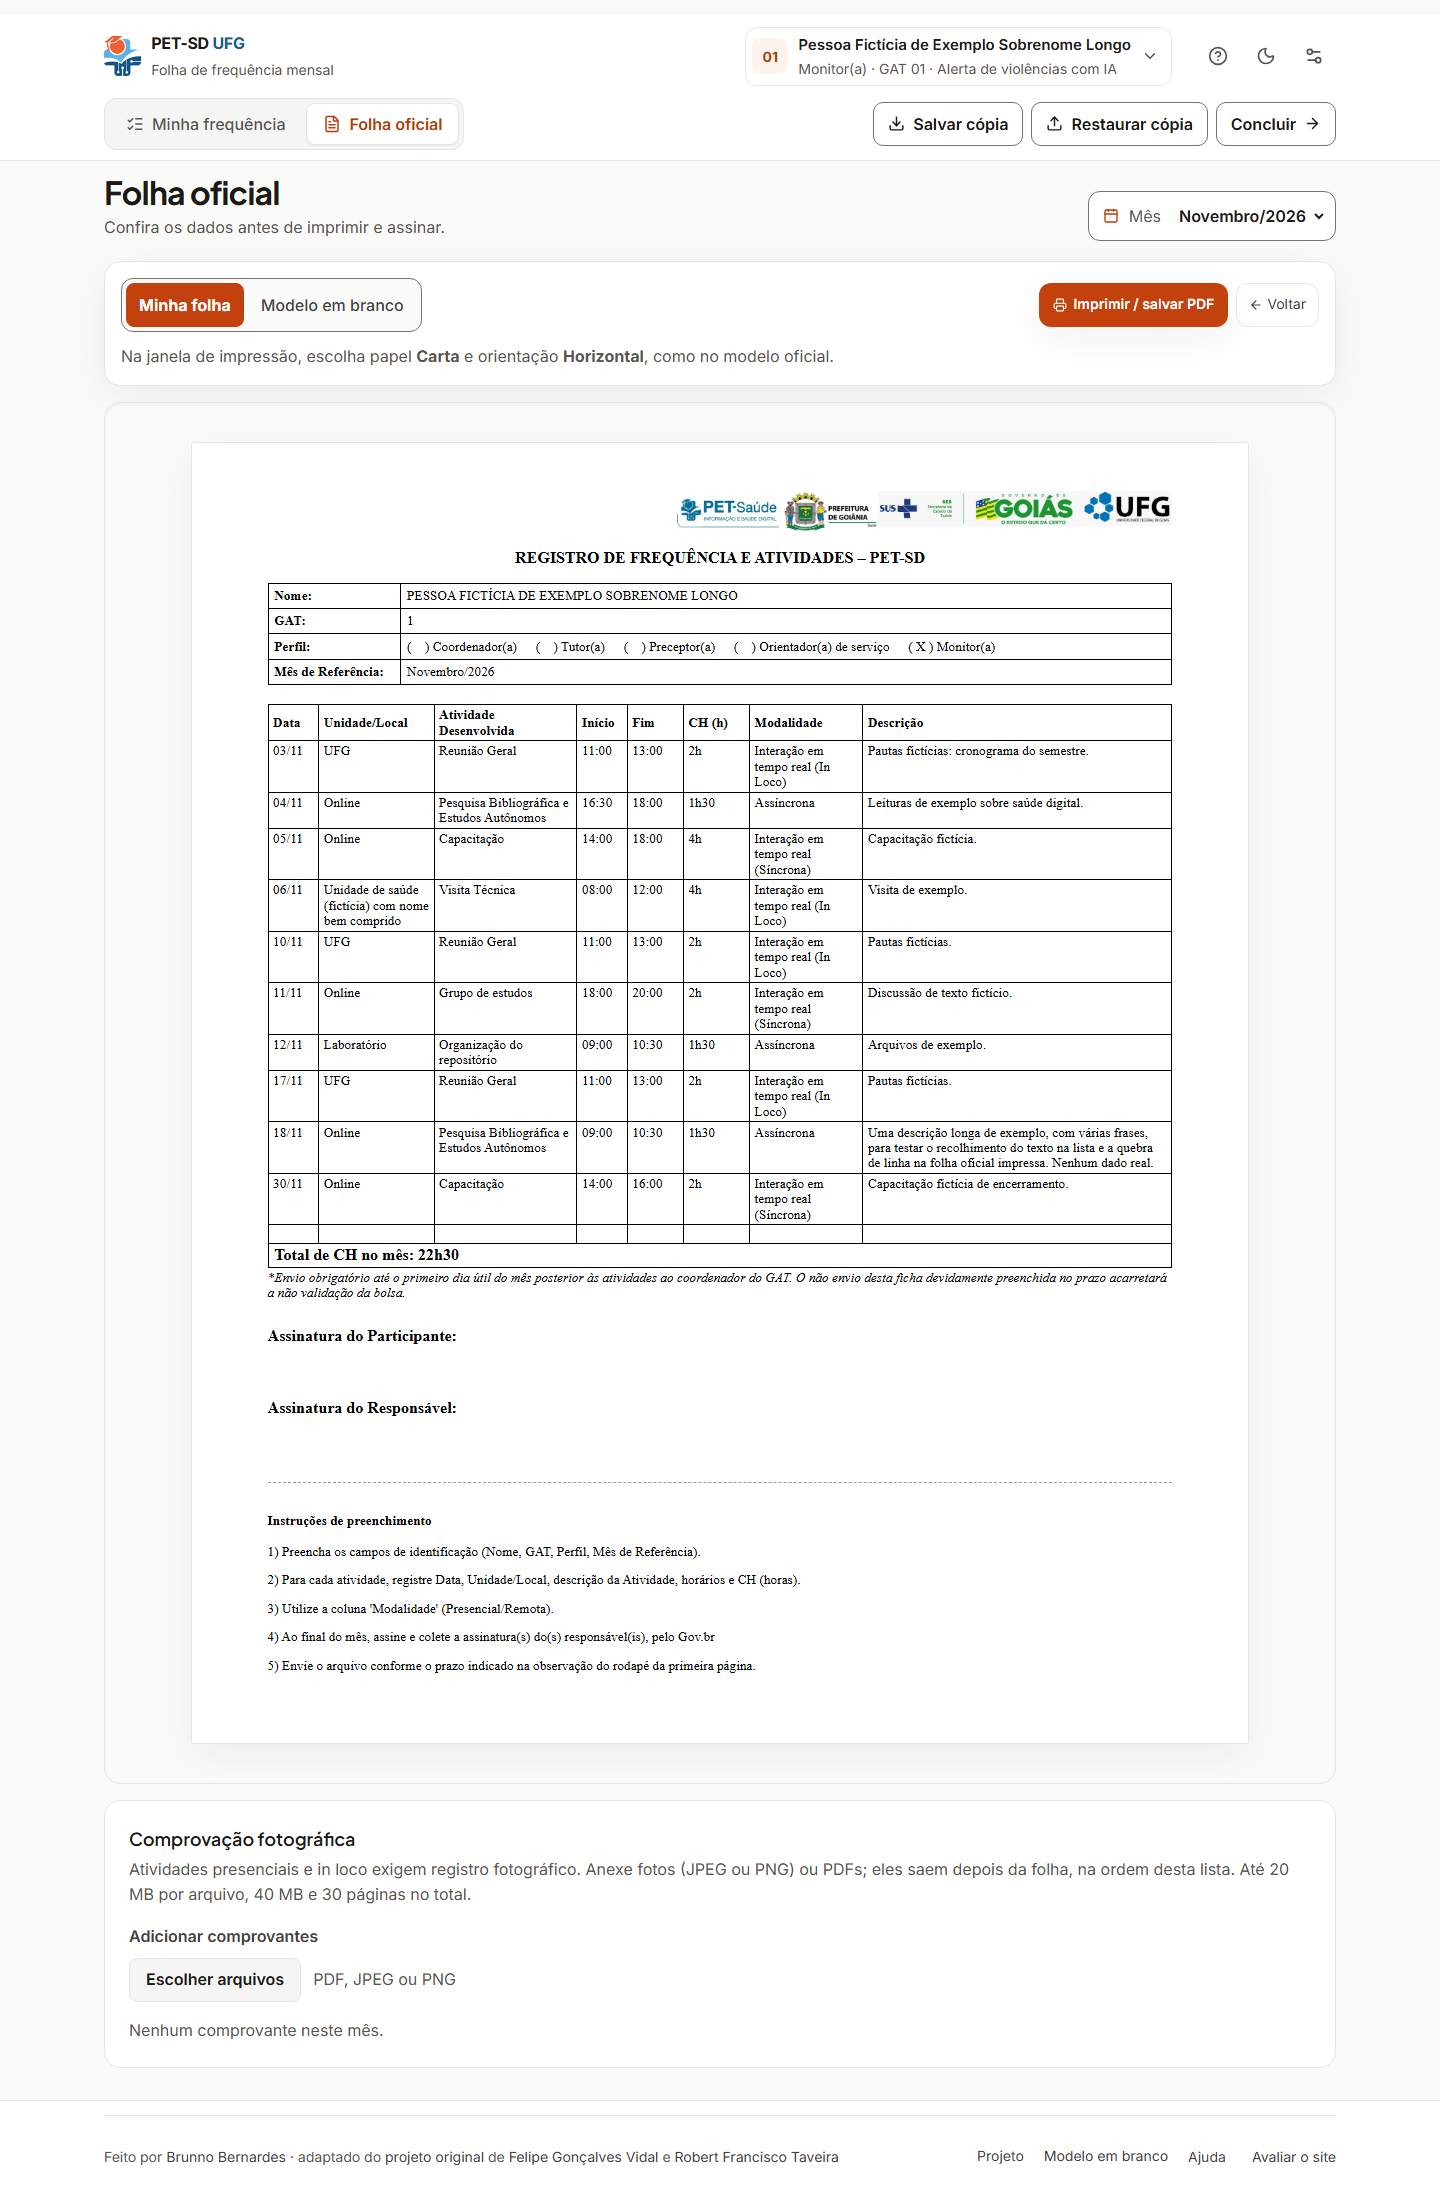 PET-SD UFG
Folha de frequência mensal
01
Pessoa Fictícia de Exemplo Sobrenome Longo
Monitor(a) · GAT 01 · Alerta de violências com IA
Minha frequência
Folha oficial
Salvar cópia
Restaurar cópia
Concluir
Folha oficial
Confira os dados antes de imprimir e assinar.
Mês Novembro/2026
Minha folha
Modelo em branco
Imprimir / salvar PDF
Voltar
Na janela de impressão, escolha papel Carta e orientação Horizontal, como no modelo oficial.
PET-Saúde
INFORMAÇÃO E SAÚDE DIGITAL
PREFEITURA
DE GOIÂNIA
SUS
SES
Secretaria de
Estado da
Saúde
GOVERNO DE
GOIÁS
O ESTADO QUE DÁ CERTO
UFG
UNIVERSIDADE FEDERAL DE GOIÁS
REGISTRO DE FREQUÊNCIA E ATIVIDADES – PET-SD
Nome: PESSOA FICTÍCIA DE EXEMPLO SOBRENOME LONGO
GAT: 1
Perfil: ( ) Coordenador(a) ( ) Tutor(a) ( ) Preceptor(a) ( ) Orientador(a) de serviço ( X ) Monitor(a)
Mês de Referência: Novembro/2026
Data Unidade/Local Atividade Desenvolvida Início Fim CH (h) Modalidade Descrição
03/11 UFG Reunião Geral 11:00 13:00 2h Interação em tempo real (In Loco) Pautas fictícias: cronograma do semestre.
04/11 Online Pesquisa Bibliográfica e Estudos Autônomos 16:30 18:00 1h30 Assíncrona Leituras de exemplo sobre saúde digital.
05/11 Online Capacitação 14:00 18:00 4h Interação em tempo real (Síncrona) Capacitação fictícia.
06/11 Unidade de saúde (fictícia) com nome bem comprido Visita Técnica 08:00 12:00 4h Interação em tempo real (In Loco) Visita de exemplo.
10/11 UFG Reunião Geral 11:00 13:00 2h Interação em tempo real (In Loco) Pautas fictícias.
11/11 Online Grupo de estudos 18:00 20:00 2h Interação em tempo real (Síncrona) Discussão de texto fictício.
12/11 Laboratório Organização do repositório 09:00 10:30 1h30 Assíncrona Arquivos de exemplo.
17/11 UFG Reunião Geral 11:00 13:00 2h Interação em tempo real (In Loco) Pautas fictícias.
18/11 Online Pesquisa Bibliográfica e Estudos Autônomos 09:00 10:30 1h30 Assíncrona Uma descrição longa de exemplo, com várias frases, para testar o recolhimento do texto na lista e a quebra de linha na folha oficial impressa. Nenhum dado real.
30/11 Online Capacitação 14:00 16:00 2h Interação em tempo real (Síncrona) Capacitação fictícia de encerramento.
Total de CH no mês: 22h30
*Envio obrigatório até o primeiro dia útil do mês posterior às atividades ao coordenador do GAT. O não envio desta ficha devidamente preenchida no prazo acarretará
a não validação da bolsa.
Assinatura do Participante:
Assinatura do Responsável:
Instruções de preenchimento
1) Preencha os campos de identificação (Nome, GAT, Perfil, Mês de Referência).
2) Para cada atividade, registre Data, Unidade/Local, descrição da Atividade, horários e CH (horas).
3) Utilize a coluna 'Modalidade' (Presencial/Remota).
4) Ao final do mês, assine e colete a assinatura(s) do(s) responsável(is), pelo Gov.br
5) Envie o arquivo conforme o prazo indicado na observação do rodapé da primeira página.
Comprovação fotográfica
Atividades presenciais e in loco exigem registro fotográfico. Anexe fotos (JPEG ou PNG) ou PDFs; eles saem depois da folha, na ordem desta lista. Até 20
MB por arquivo, 40 MB e 30 páginas no total.
Adicionar comprovantes
Escolher arquivos
PDF, JPEG ou PNG
Nenhum comprovante neste mês.
Feito por Brunno Bernardes · adaptado do projeto original de Felipe Gonçalves Vidal e Robert Francisco Taveira
Projeto
Modelo em branco
Ajuda
Avaliar o site